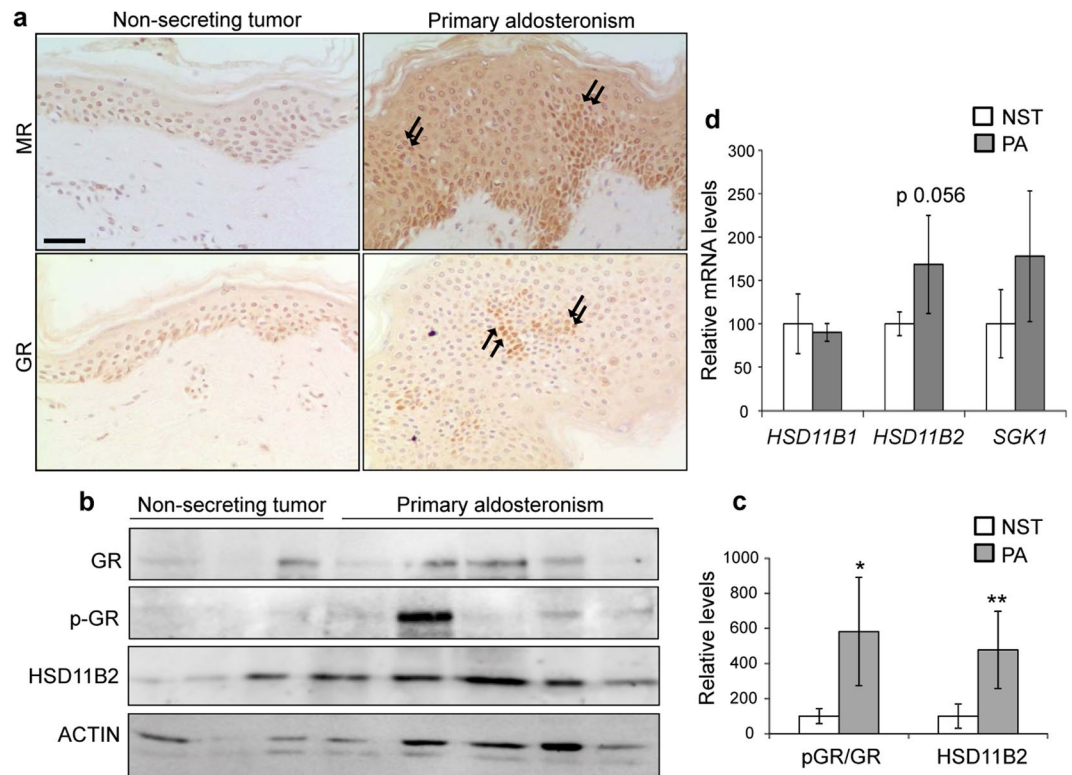 a
Non-secreting tumor
Primary aldosteronism
MR
GR
b
Non-secreting tumor
Primary aldosteronism
GR
p-GR
HSD11B2
ACTIN
d
NST
PA
Relative mRNA levels
300
250
200
150
100
50
0
p 0.056
HSD11B1
HSD11B2
SGK1
c
NST
PA
Relative levels
1000
800
600
400
200
0
*
**
pGR/GR
HSD11B2